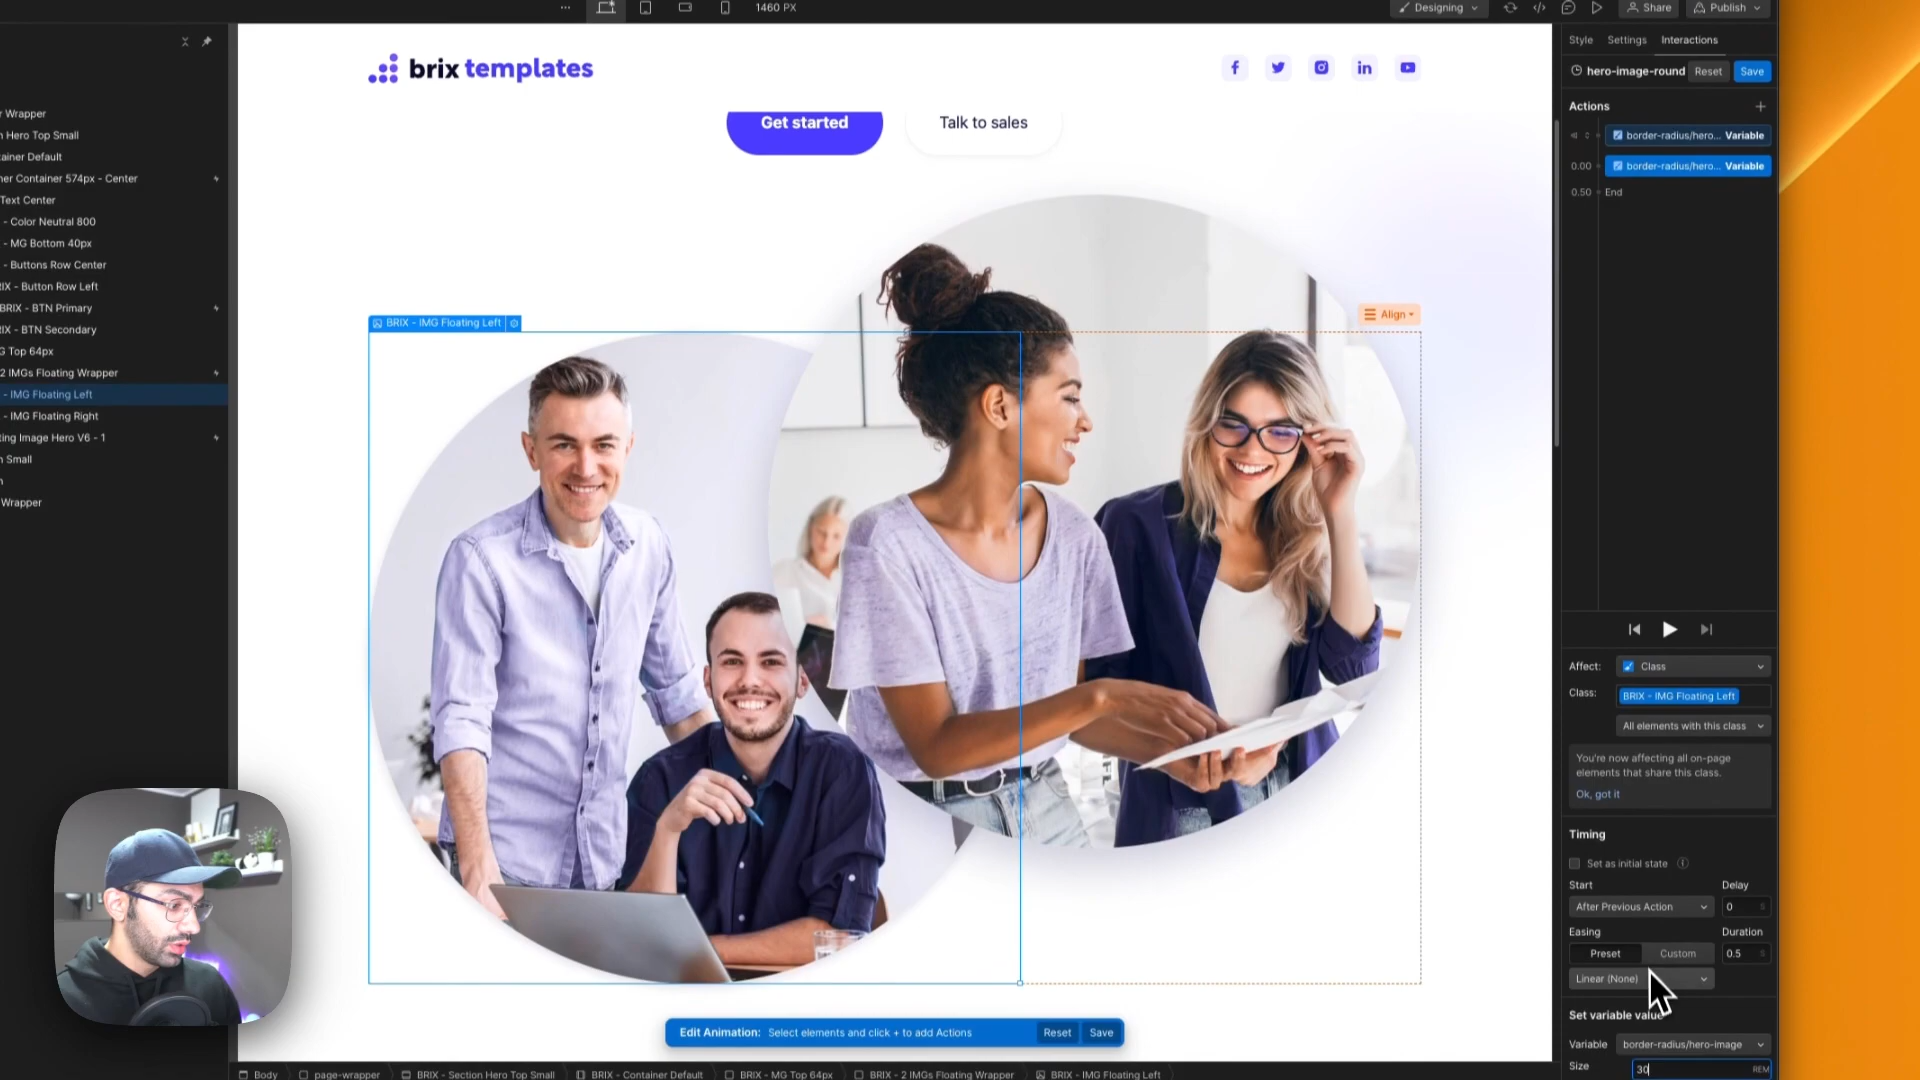 1460 PX
Designing
Share
Publish
Style
Settings
Interactions
hero-image-round
Reset
Save
Actions
border-radius/hero... Variable
0.00
border-radius/hero... Variable
0.50
End
r Wrapper
n Hero Top Small
tainer Default
ner Container 574px - Center
Text Center
- Color Neutral 800
- MG Bottom 40px
- Buttons Row Center
RIX - Button Row Left
BRIX - BTN Primary
IX - BTN Secondary
G Top 64px
2 IMGs Floating Wrapper
- IMG Floating Left
- IMG Floating Right
ting Image Hero V6 - 1
n Small
n
Wrapper
brix templates
Get started
Talk to sales
BRIX - IMG Floating Left
Align
Affect:
Class
Class:
BRIX - IMG Floating Left
All elements with this class
You're now affecting all on-page
elements that share this class.
Ok, got it
Timing
Set as initial state
Start
Delay
After Previous Action
0
S
Easing
Duration
Preset
Custom
0.5
S
Linear (None)
Set variable value
Variable
border-radius/hero-image
Size
30
REM
Edit Animation: Select elements and click + to add Actions
Reset
Save
Body
page-wrapper
BRIX - Section Hero Top Small
BRIX - Container Default
BRIX - MG Top 64px
BRIX - 2 IMGs Floating Wrapper
BRIX - IMG Floating Left